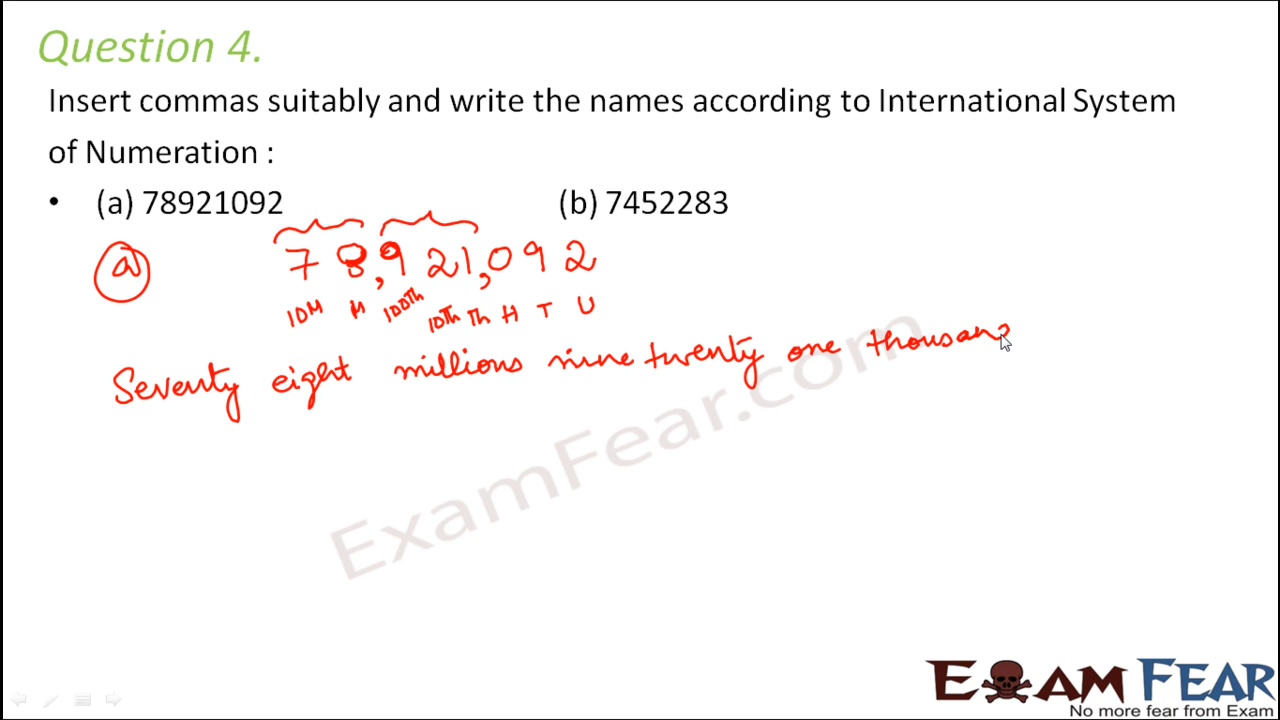 Question 4.
Insert commas suitably and write the names according to International System
of Numeration :
• (a) 78921092 (b) 7452283
(a) 78,921,092
10M M 100Th 10Th Th H T U
Seventy eight millions nine twenty one thousan
ExamFear.com
EXAM FEAR
No more fear from Exam